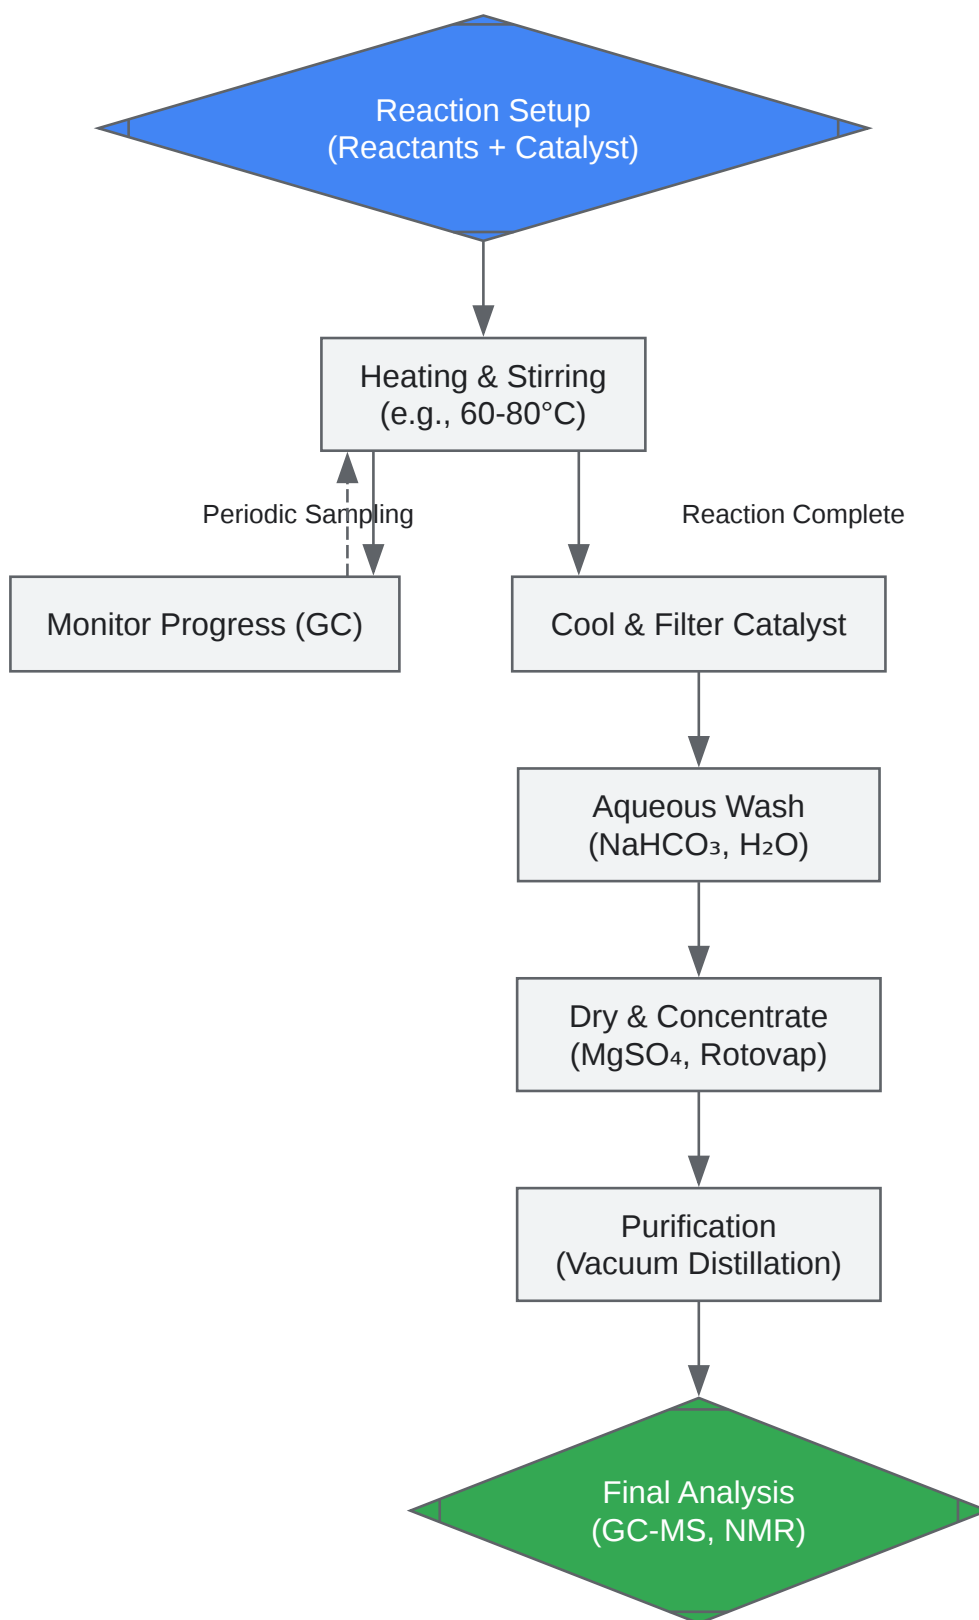 Reaction Setup
(Reactants + Catalyst)
Heating & Stirring
(e.g., 60-80°C)
Periodic Sampling
Reaction Complete
Monitor Progress (GC)
Cool & Filter Catalyst
Aqueous Wash
(NaHCO₃, H₂O)
Dry & Concentrate
(MgSO₄, Rotovap)
Purification
(Vacuum Distillation)
Final Analysis
(GC-MS, NMR)